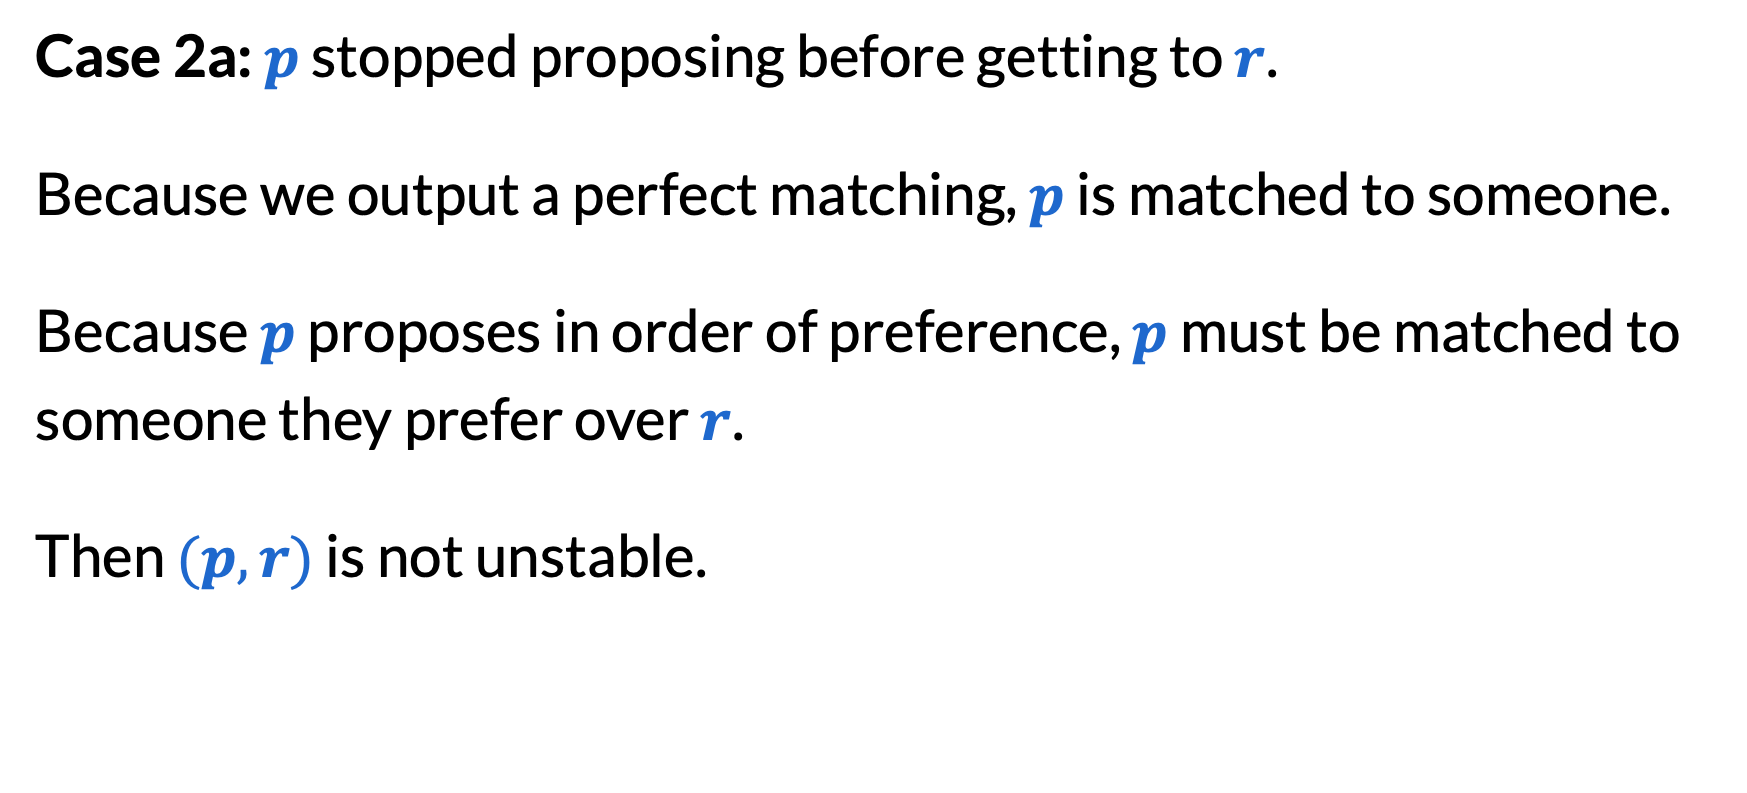 Case 2a: p stopped proposing before getting to r.
Because we output a perfect matching, p is matched to someone.
Because p proposes in order of preference, p must be matched to
someone they prefer over r.
Then (p, r) is not unstable.